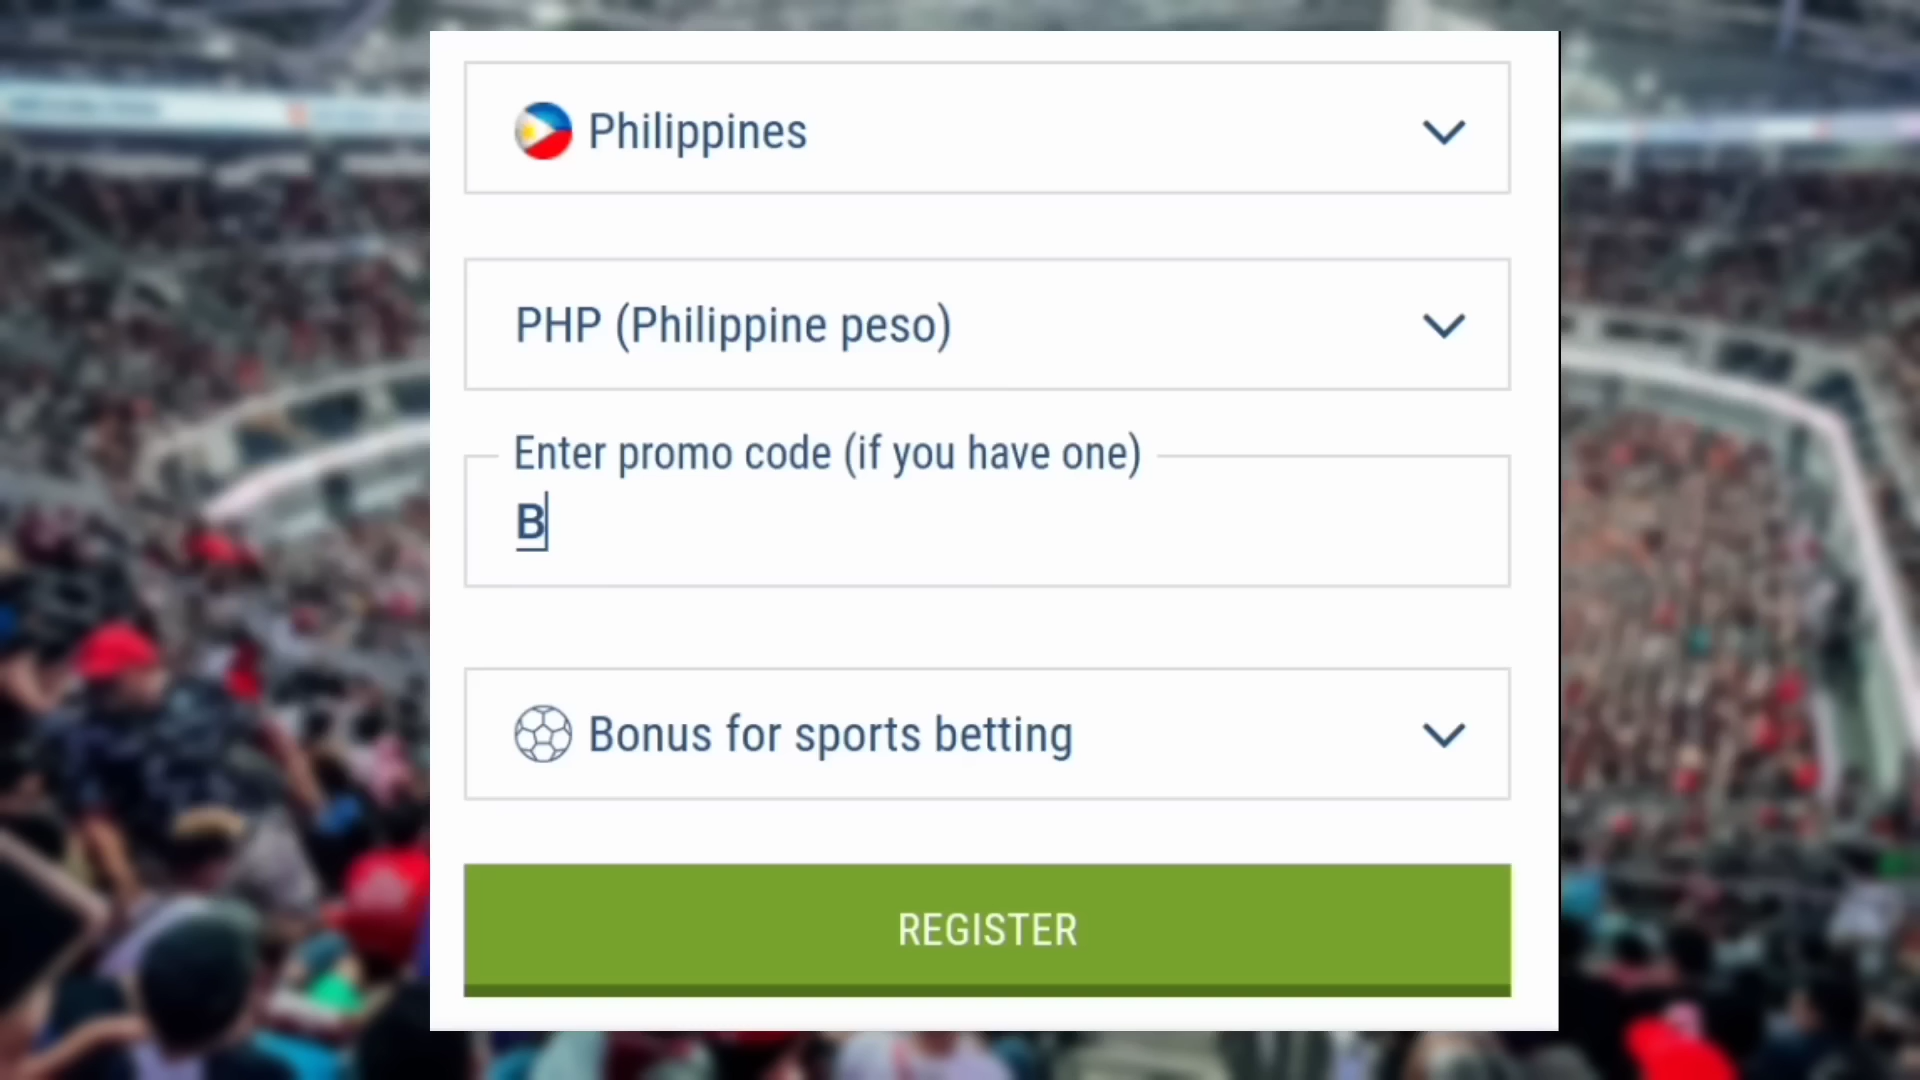 Philippines
PHP (Philippine peso)
Enter promo code (if you have one)
B
Bonus for sports betting
REGISTER